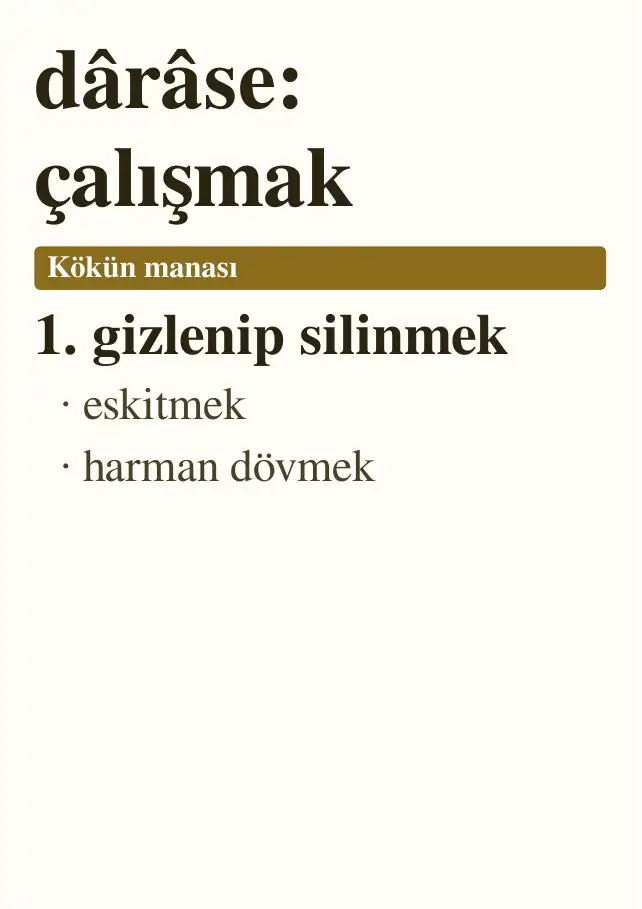 dârâse:
çalışmak
Kökün manası
1. gizlenip silinmek
· eskitmek
· harman dövmek